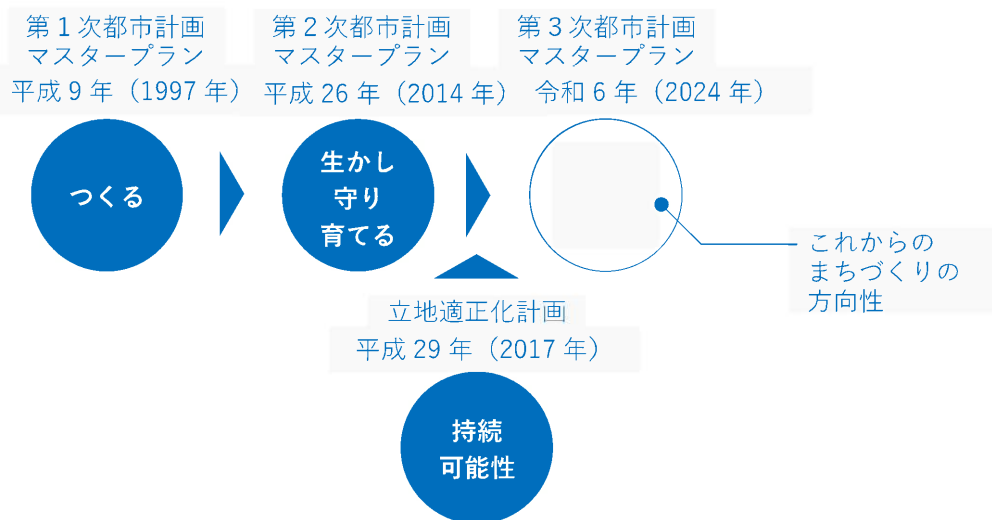 第1次都市計画
マスタープラン
平成9年（1997年）
つくる
第2次都市計画
マスタープラン
平成26年（2014年）
生かし
守り
育てる
第3次都市計画
マスタープラン
令和6年（2024年）
これからの
まちづくりの
方向性
立地適正化計画
平成29年（2017年）
持続
可能性